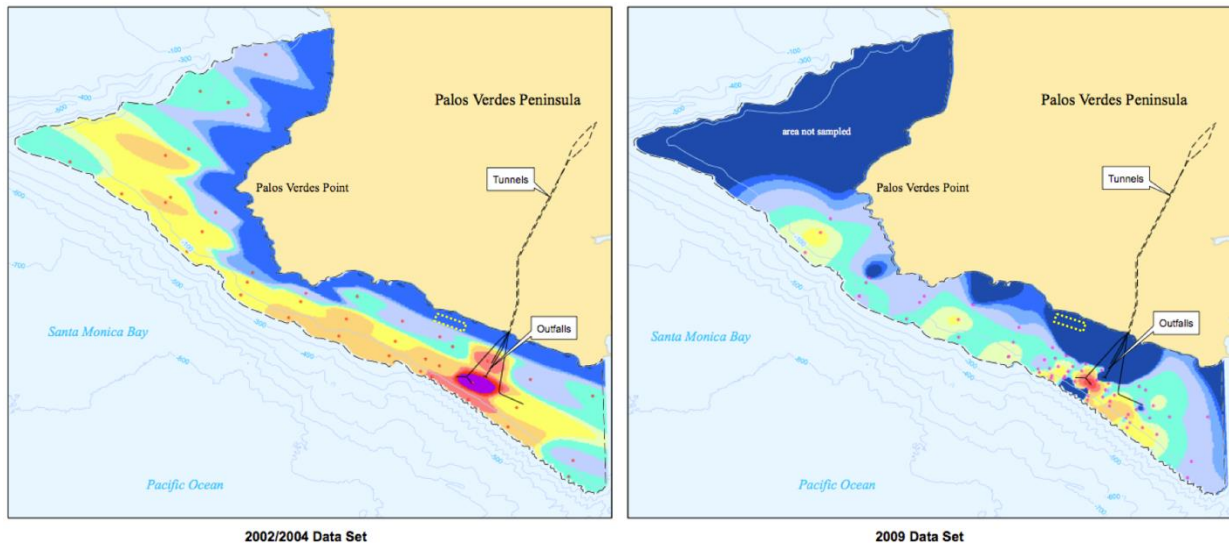 Palos Verdes Peninsula
Tunnels
Palos Verdes Point
Outfalls
Santa Monica Bay
Pacific Ocean
2002/2004 Data Set
Palos Verdes Peninsula
area not sampled
Tunnels
Palos Verdes Point
Outfalls
Santa Monica Bay
Pacific Ocean
2009 Data Set